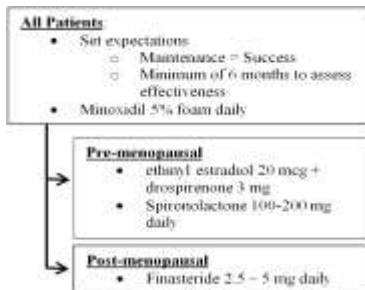 All Patients
• Set expectations
o Maintenance = Success
o Minimum of 6 months to assess
effectiveness
• Minoxidil 5% foam daily
Pre-menopausal
• ethinyl estradiol 20 mcg +
drospirenone 3 mg
• Spironolactone 100-200 mg
daily
Post-menopausal
• Finasteride 2.5 – 5 mg daily